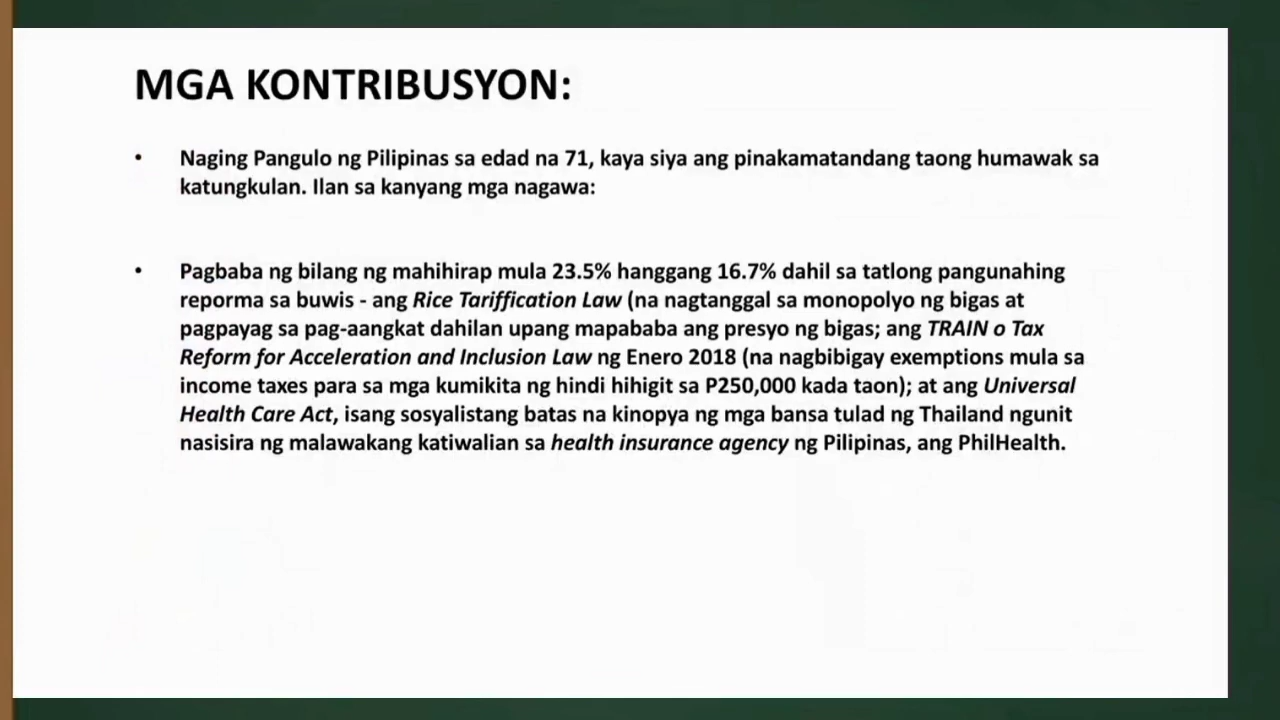 MGA KONTRIBUSYON:
• Naging Pangulo ng Pilipinas sa edad na 71, kaya siya ang pinakamatandang taong humawak sa
katungkulan. Ilan sa kanyang mga nagawa:
• Pagbaba ng bilang ng mahihirap mula 23.5% hanggang 16.7% dahil sa tatlong pangunahing
reporma sa buwis - ang Rice Tariffication Law (na nagtanggal sa monopolyo ng bigas at
pagpayag sa pag-aangkat dahilan upang mapababa ang presyo ng bigas; ang TRAIN o Tax
Reform for Acceleration and Inclusion Law ng Enero 2018 (na nagbibigay exemptions mula sa
income taxes para sa mga kumikita ng hindi hihigit sa P250,000 kada taon); at ang Universal
Health Care Act, isang sosyalistang batas na kinopya ng mga bansa tulad ng Thailand ngunit
nasisira ng malawakang katiwalian sa health insurance agency ng Pilipinas, ang PhilHealth.